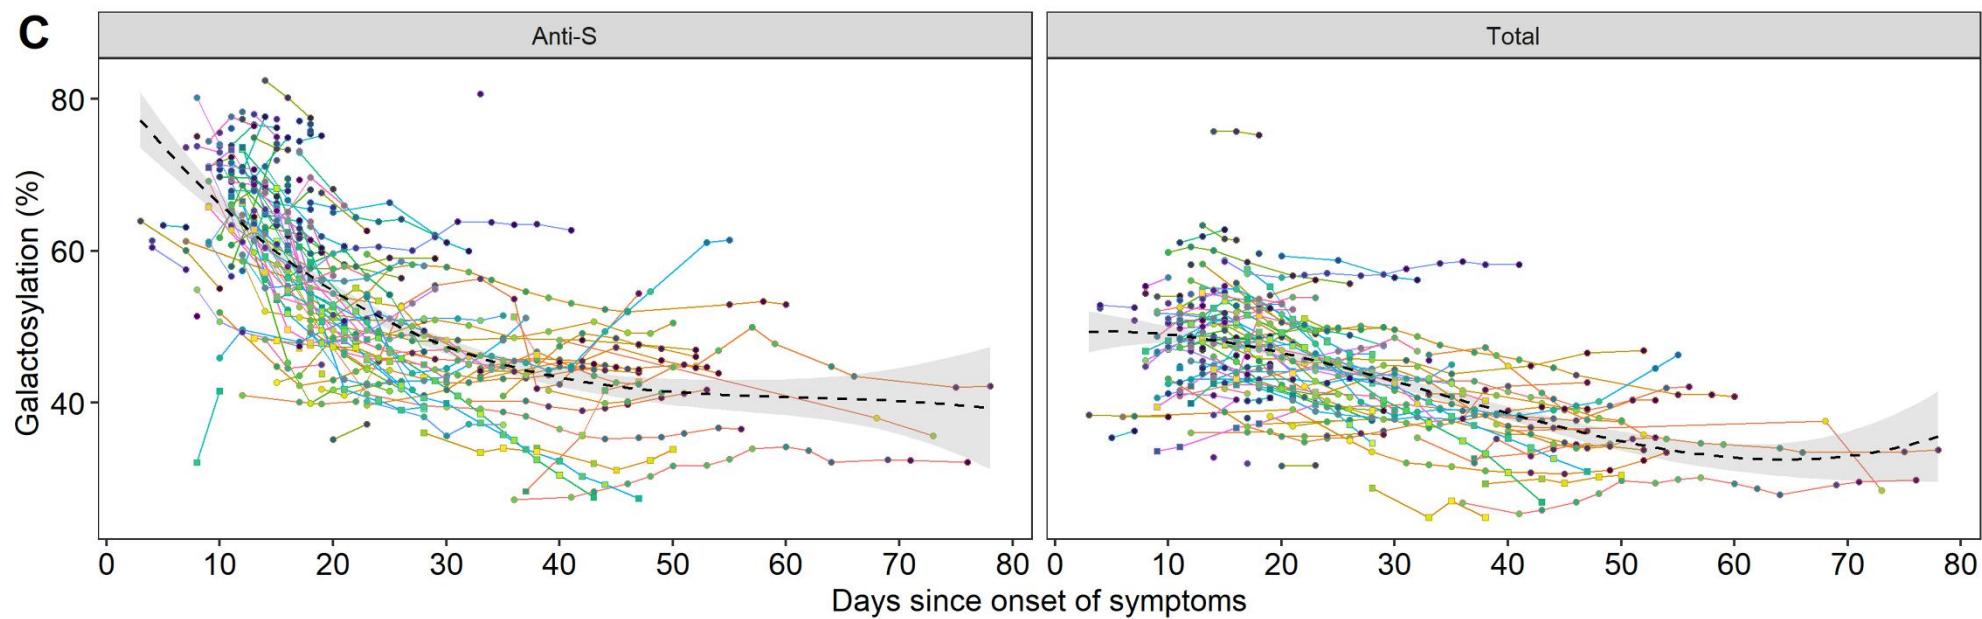 C
Anti-S Total
Galactosylation (%)
80
60
40
0 10 20 30 40 50 60 70 80 0 10 20 30 40 50 60 70 80
Days since onset of symptoms